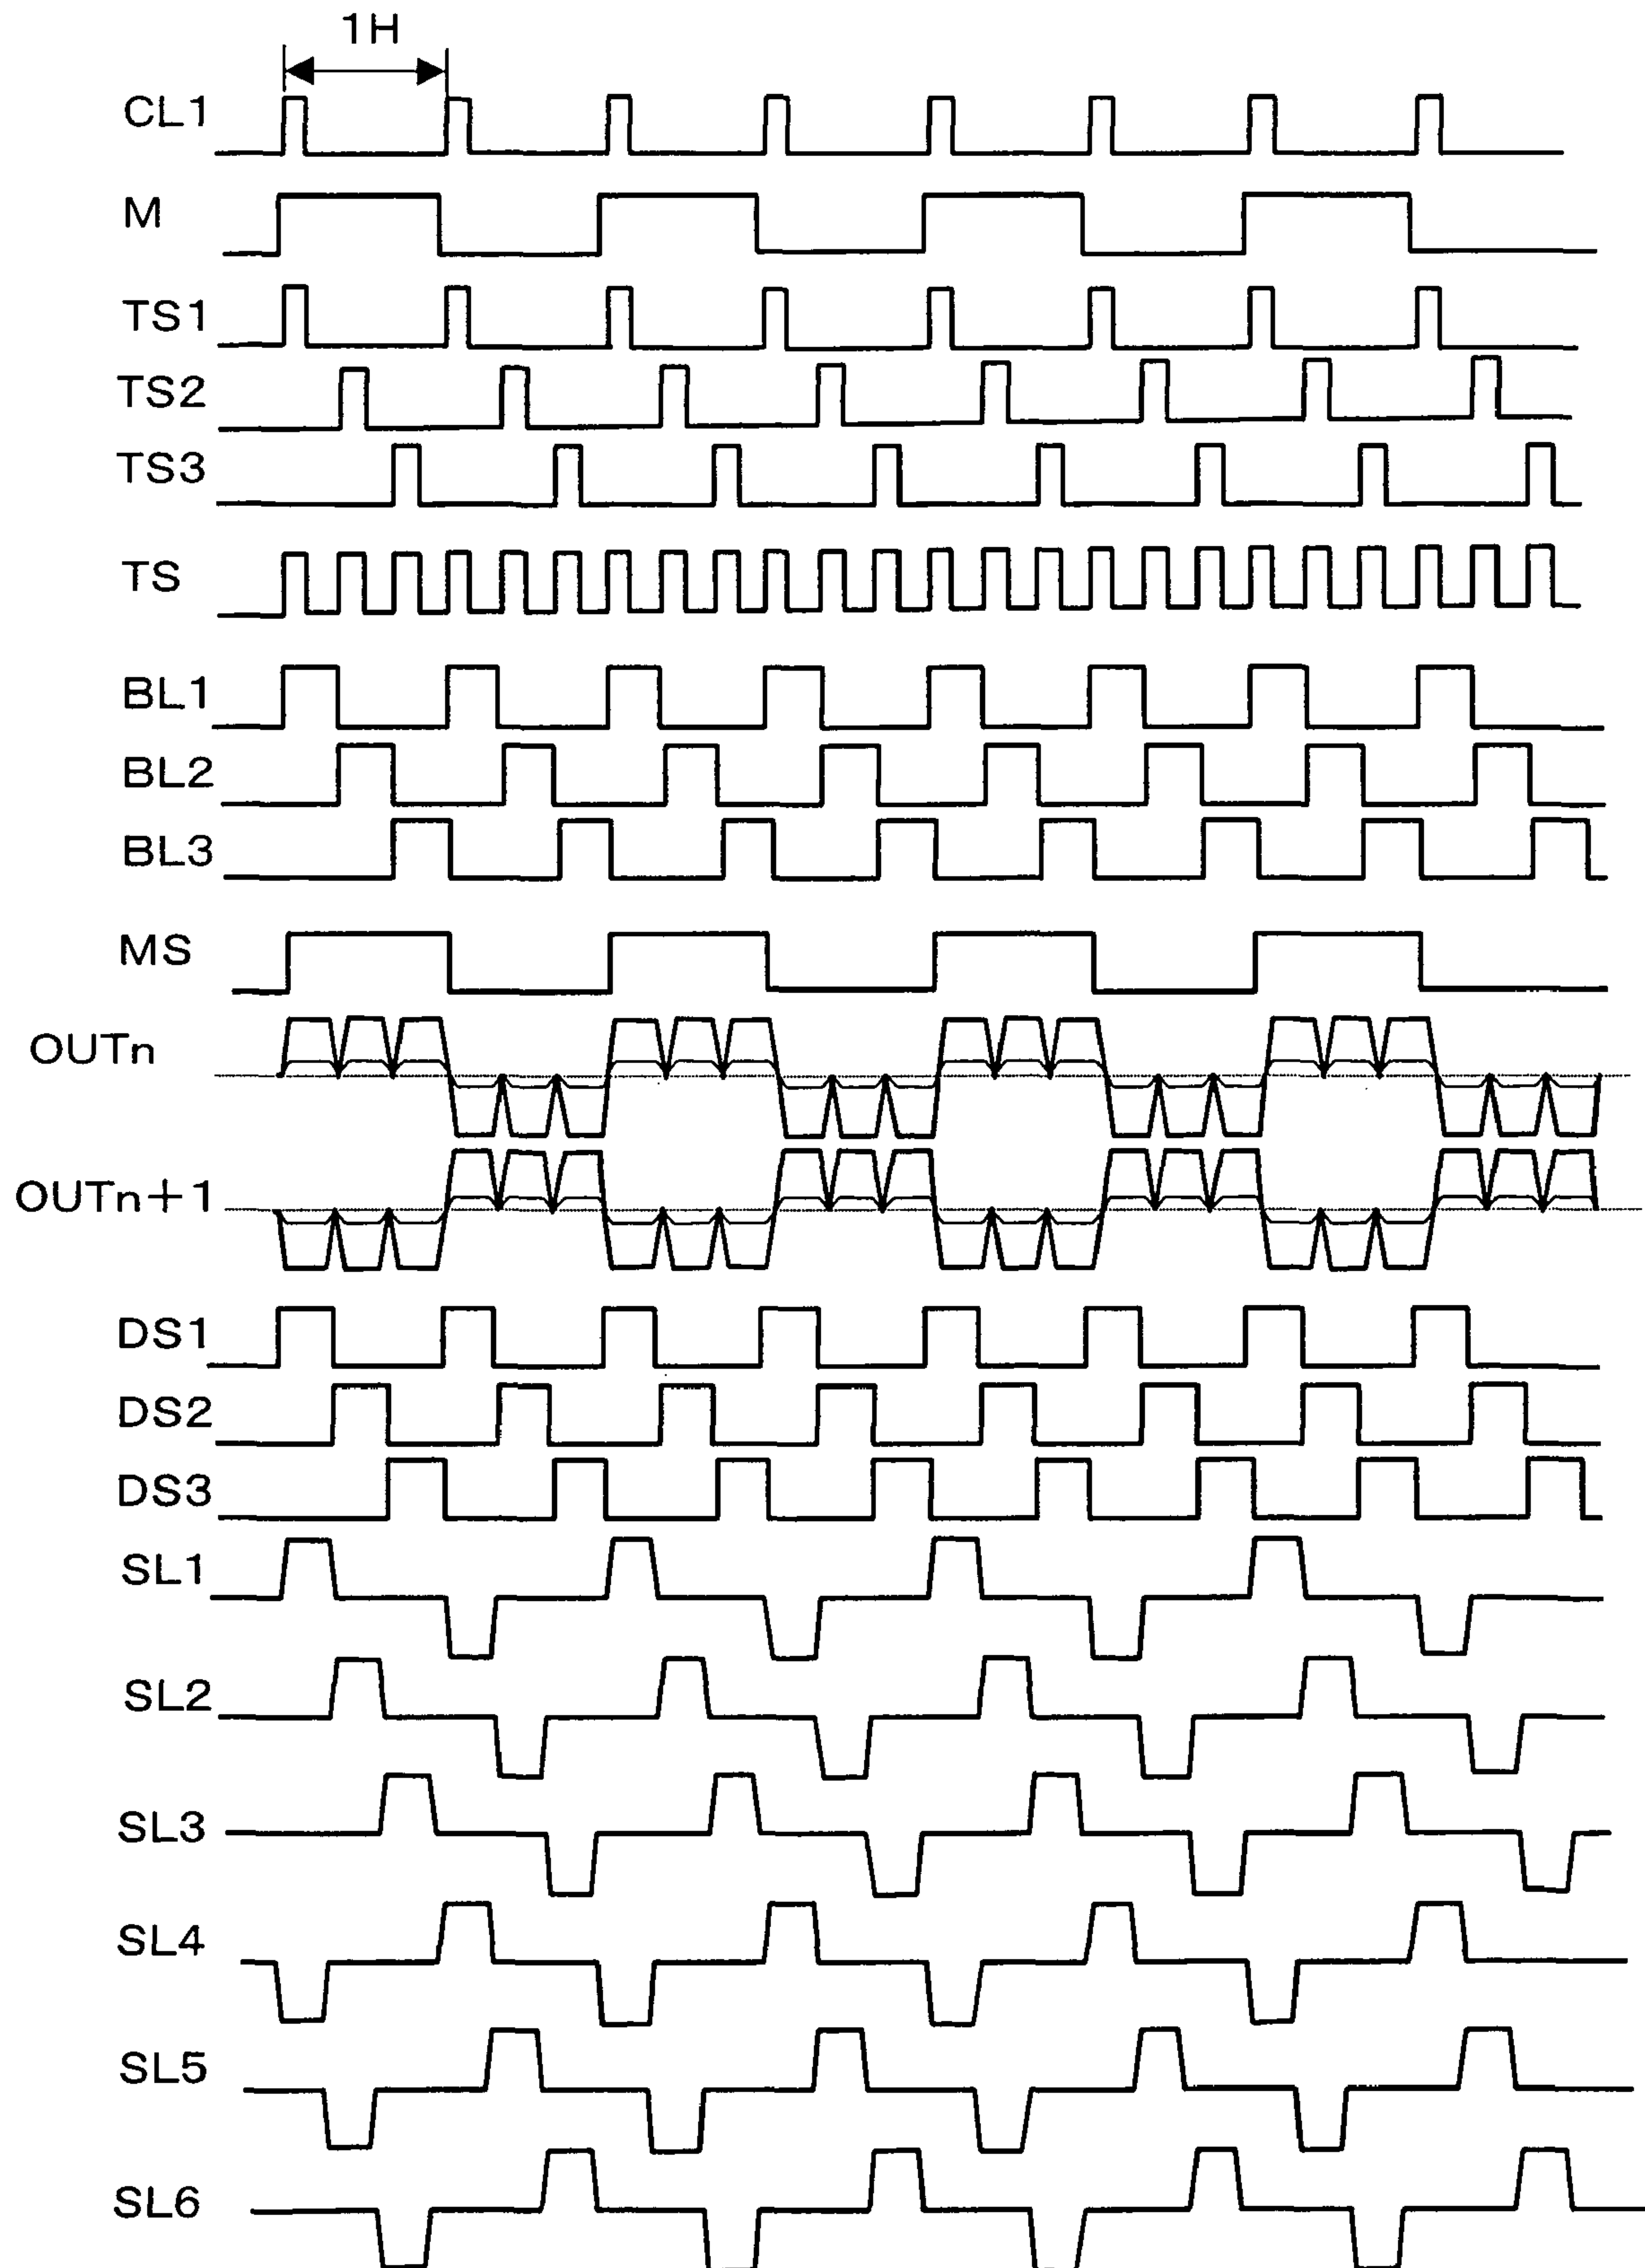 1H
CL1
M
TS1
TS2
TS3
TS
BL1
BL2
BL3
MS
OUTn
OUTn+1
DS1
DS2
DS3
SL1
SL2
SL3
SL4
SL5
SL6